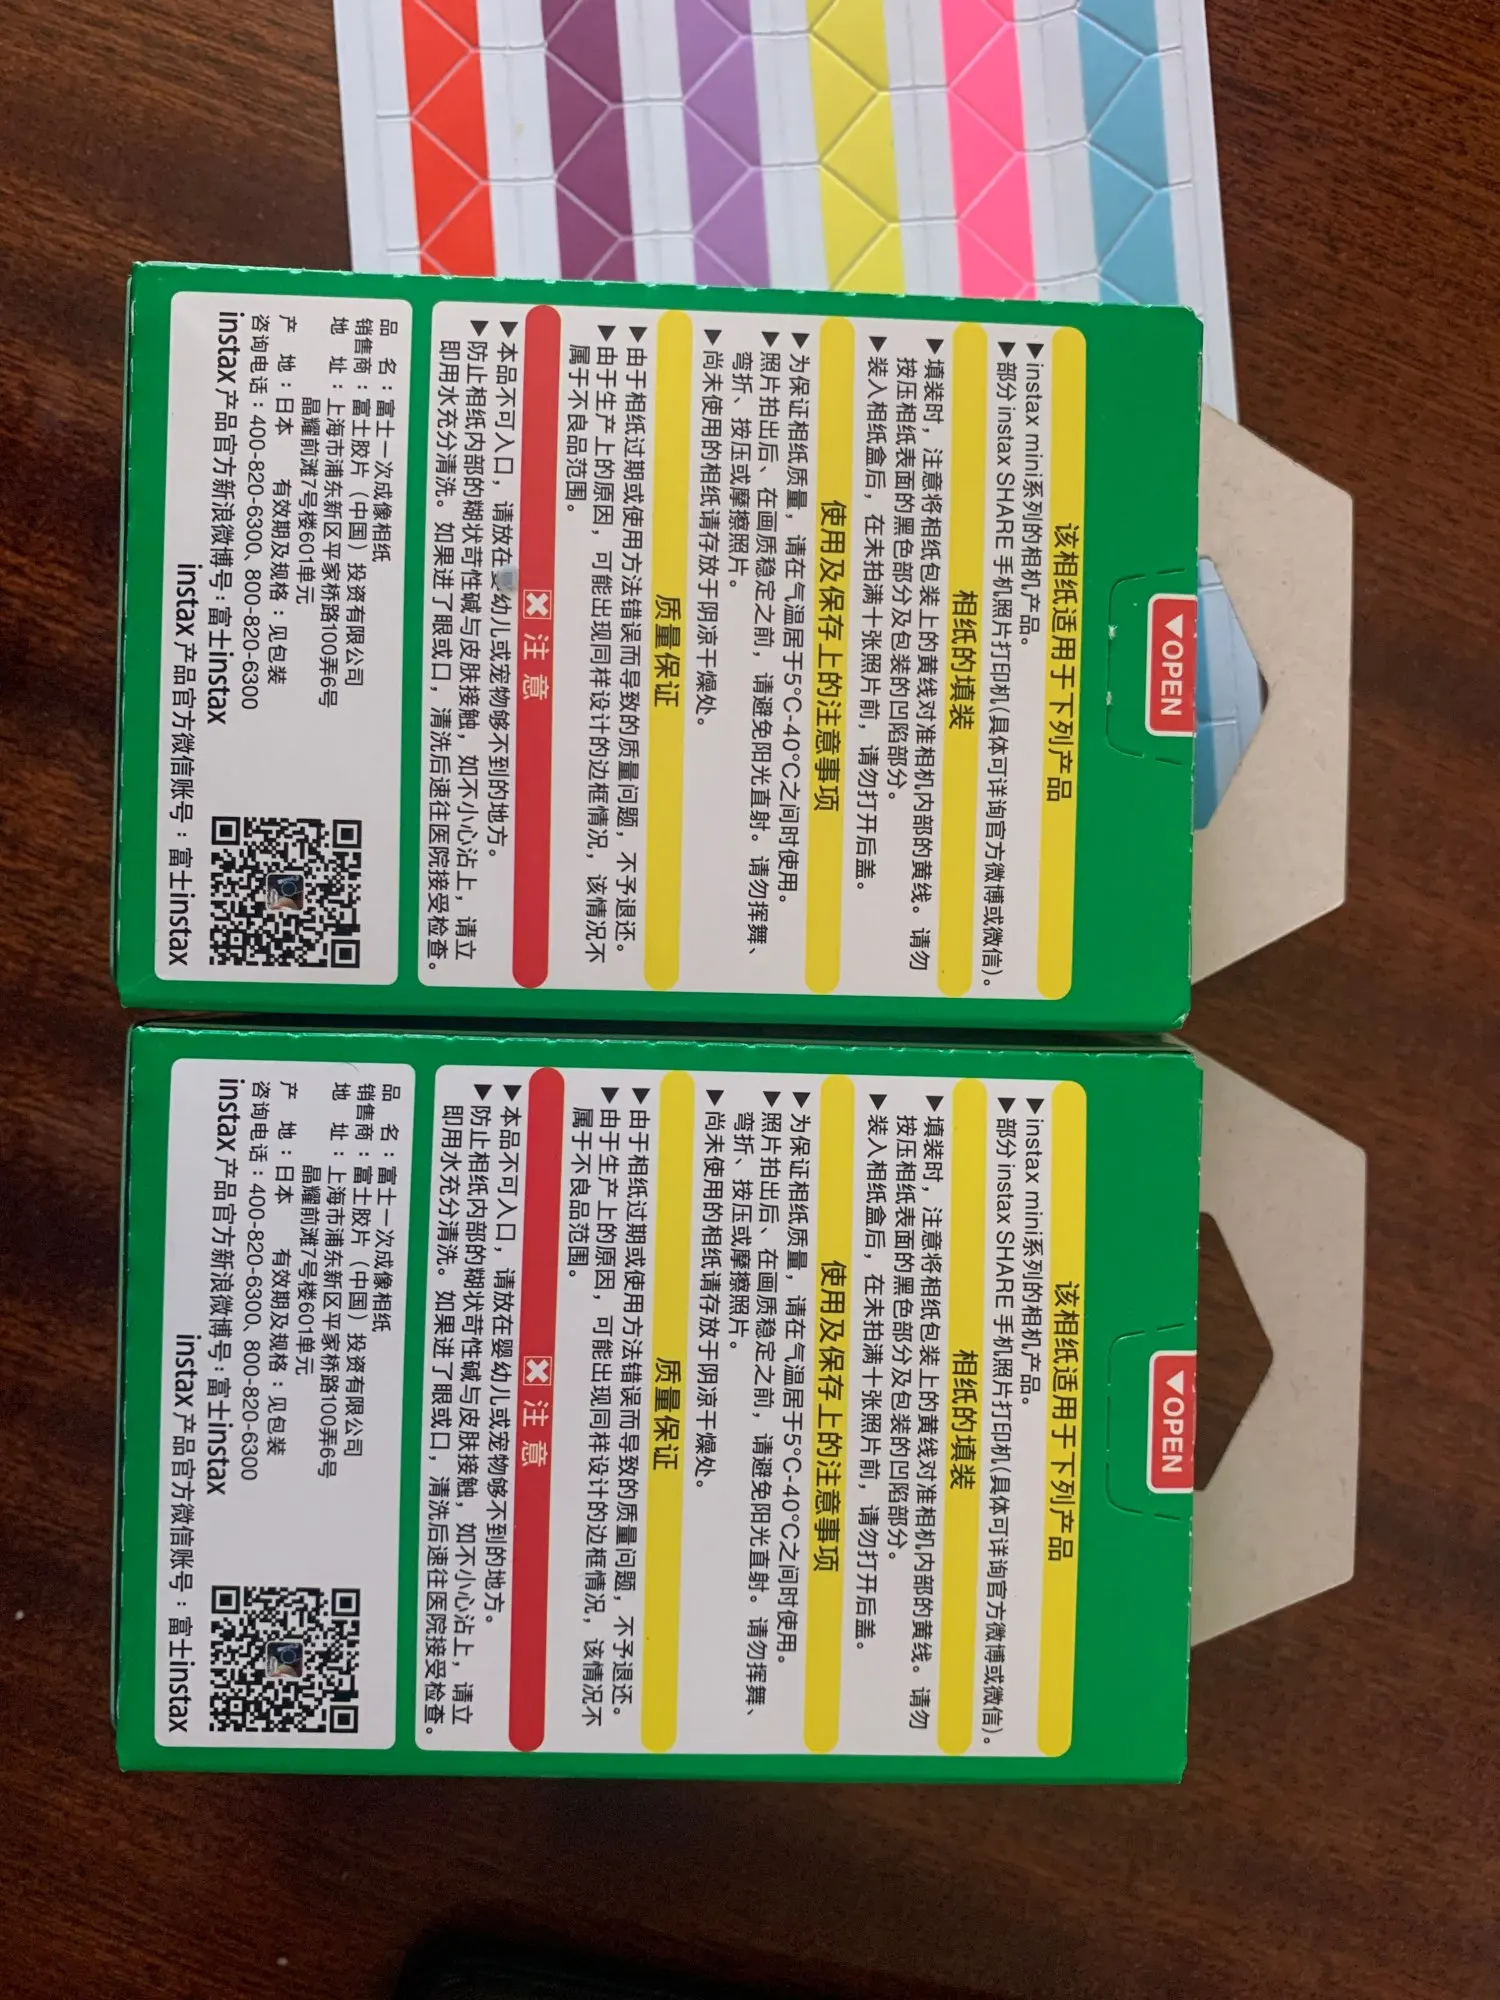 OPEN
该相纸适用于下列产品
▶instax mini系列的相机产品。
▶部分 instax SHARE 手机照片打印机(具体可详询官方微博或微信)。
相纸的填装
▶填装时，注意将相纸包装上的黄线对准相机内部的黄线。请勿
按压相纸表面的黑色部分及包装的凹陷部分。
▶装入相纸盒后，在未拍满十张照片前，请勿打开后盖。
使用及保存上的注意事项
▶为保证相纸质量，请在气温居于5°C-40°C之间时使用。
▶照片拍出后、在画质稳定之前，请避免阳光直射。请勿挥舞、
弯折、按压或摩擦照片。
▶尚未使用的相纸请存放于阴凉干燥处。
质量保证
▶由于相纸过期或使用方法错误而导致的质量问题，不予退还。
▶由于生产上的原因，可能出现同样设计的边框情况，该情况不
属于不良品范围。
注 意
▶本品不可入口，请放在婴幼儿或宠物够不到的地方。
▶防止相纸内部的糊状苛性碱与皮肤接触，如不小心沾上，请立
即用水充分清洗。如果进了眼或口，清洗后速往医院接受检查。
品 名：富士一次成像相纸
销售商：富士胶片（中国）投资有限公司
地 址：上海市浦东新区平家桥路100弄6号
晶耀前滩7号楼601单元
产 地：日本 有效期及规格：见包装
咨询电话：400-820-6300、800-820-6300
instax 产品官方新浪微博号：富士instax
instax 产品官方微信账号：富士instax
OPEN
该相纸适用于下列产品
▶instax mini系列的相机产品。
▶部分 instax SHARE 手机照片打印机(具体可详询官方微博或微信)。
相纸的填装
▶填装时，注意将相纸包装上的黄线对准相机内部的黄线。请勿
按压相纸表面的黑色部分及包装的凹陷部分。
▶装入相纸盒后，在未拍满十张照片前，请勿打开后盖。
使用及保存上的注意事项
▶为保证相纸质量，请在气温居于5°C-40°C之间时使用。
▶照片拍出后、在画质稳定之前，请避免阳光直射。请勿挥舞、
弯折、按压或摩擦照片。
▶尚未使用的相纸请存放于阴凉干燥处。
质量保证
▶由于相纸过期或使用方法错误而导致的质量问题，不予退还。
▶由于生产上的原因，可能出现同样设计的边框情况，该情况不
属于不良品范围。
注 意
▶本品不可入口，请放在婴幼儿或宠物够不到的地方。
▶防止相纸内部的糊状苛性碱与皮肤接触，如不小心沾上，请立
即用水充分清洗。如果进了眼或口，清洗后速往医院接受检查。
品 名：富士一次成像相纸
销售商：富士胶片（中国）投资有限公司
地 址：上海市浦东新区平家桥路100弄6号
晶耀前滩7号楼601单元
产 地：日本 有效期及规格：见包装
咨询电话：400-820-6300、800-820-6300
instax 产品官方新浪微博号：富士instax
instax 产品官方微信账号：富士instax